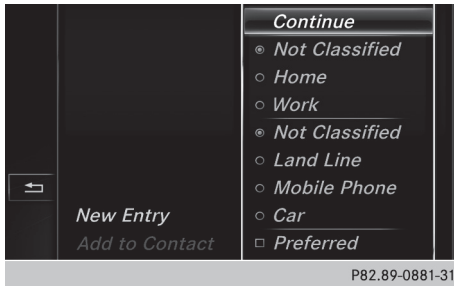 Continue
Not Classified
Home
Work
Not Classified
Land Line
Mobile Phone
New Entry
Car
Add to Contact
Preferred
P82.89-0881-31